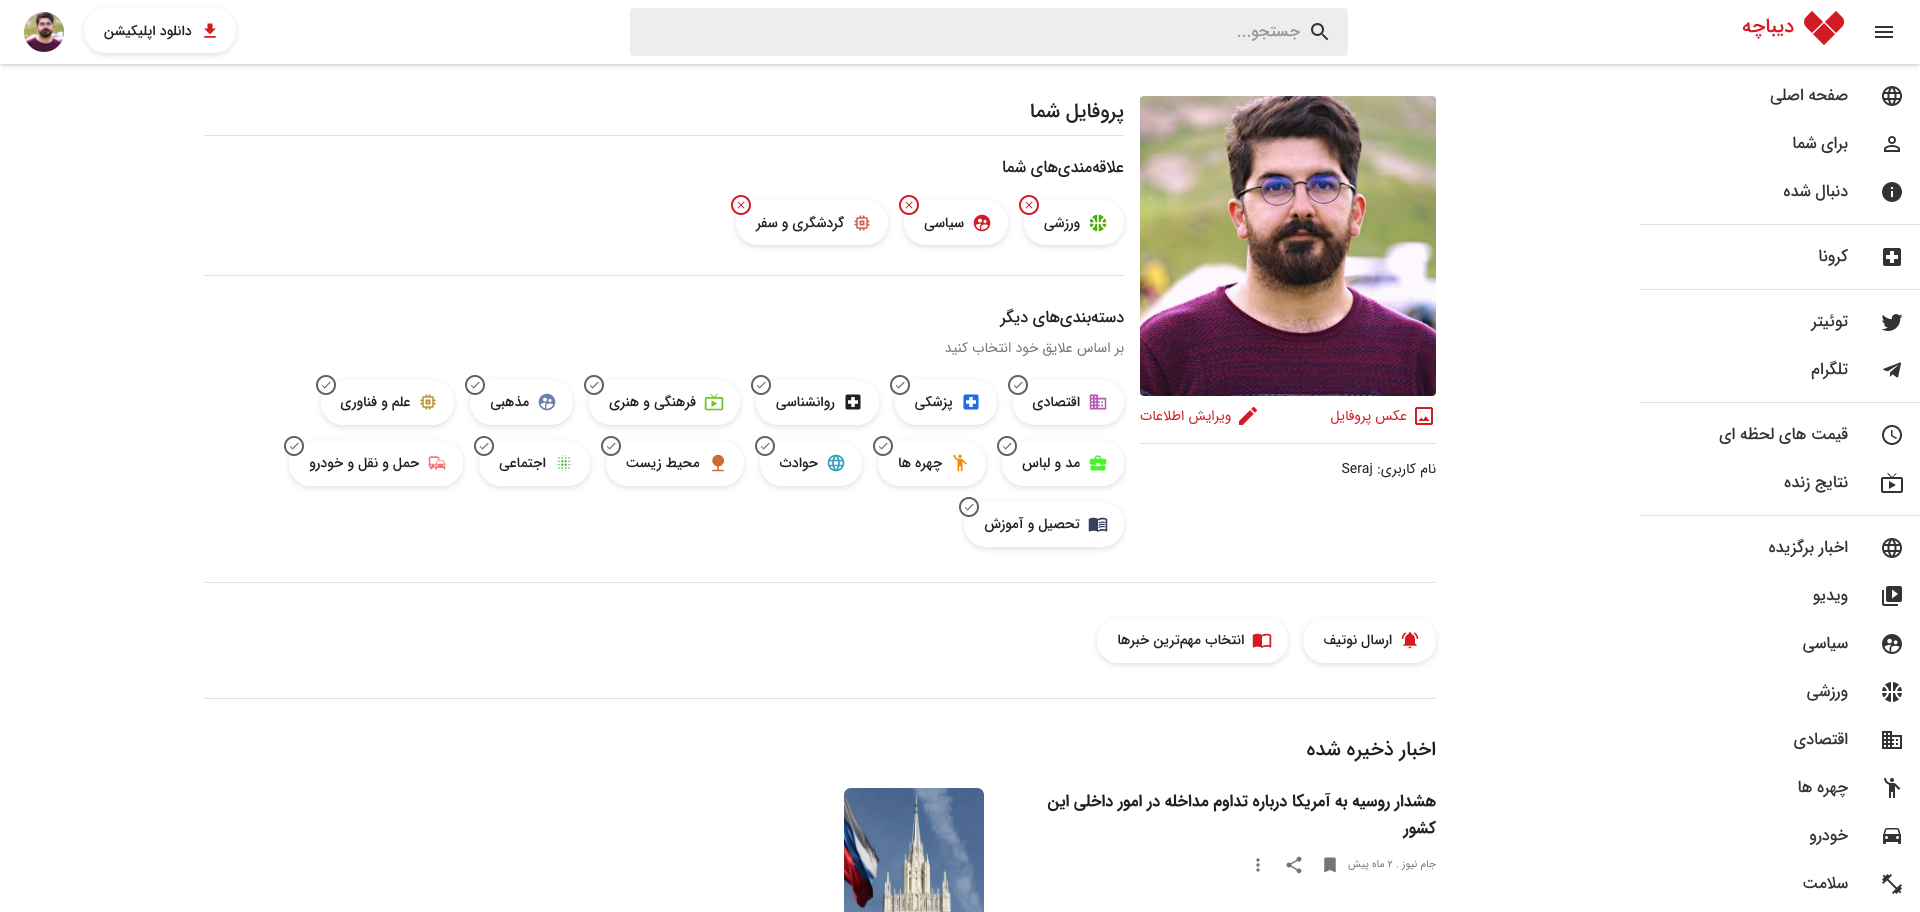 دیباچه
جستجو...
دانلود اپلیکیشن
صفحه اصلی
برای شما
دنبال شده
کرونا
توئیتر
تلگرام
قیمت های لحظه ای
نتایج زنده
اخبار برگزیده
ویدیو
سیاسی
ورزشی
اقتصادی
چهره ها
خودرو
سلامت
عکس پروفایل
ویرایش اطلاعات
نام کاربری: Seraj
پروفایل شما
علاقه‌مندی‌های شما
ورزشی
سیاسی
گردشگری و سفر
دسته‌بندی‌های دیگر
بر اساس علایق خود انتخاب کنید
اقتصادی
پزشکی
روانشناسی
فرهنگی و هنری
مذهبی
علم و فناوری
مد و لباس
چهره ها
حوادث
محیط زیست
اجتماعی
حمل و نقل و خودرو
تحصیل و آموزش
ارسال نوتیف
انتخاب مهم‌ترین خبرها
اخبار ذخیره شده
هشدار روسیه به آمریکا درباره تداوم مداخله در امور داخلی این
کشور
جام نیوز . ۲ ماه پیش